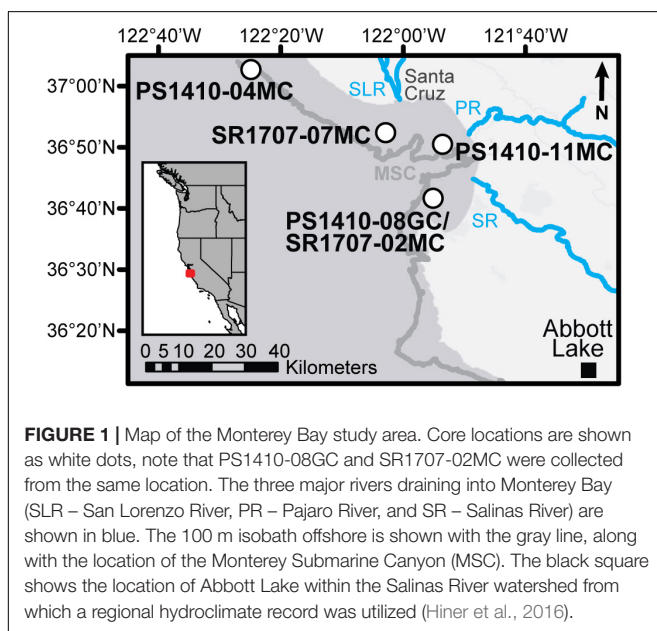 122°40'W 122°20'W 122°00'W 121°40'W
37°00'N
36°50'N
36°40'N
36°30'N
36°20'N
PS1410-04MC
SLR
Santa
Cruz
PR
N
SR1707-07MC
PS1410-11MC
MSC
PS1410-08GC/
SR1707-02MC
SR
Abbott
Lake
0 5 10 20 30 40
Kilometers
FIGURE 1 | Map of the Monterey Bay study area. Core locations are shown
as white dots, note that PS1410-08GC and SR1707-02MC were collected
from the same location. The three major rivers draining into Monterey Bay
(SLR – San Lorenzo River, PR – Pajaro River, and SR – Salinas River) are
shown in blue. The 100 m isobath offshore is shown with the gray line, along
with the location of the Monterey Submarine Canyon (MSC). The black square
shows the location of Abbott Lake within the Salinas River watershed from
which a regional hydroclimate record was utilized (Hiner et al., 2016).